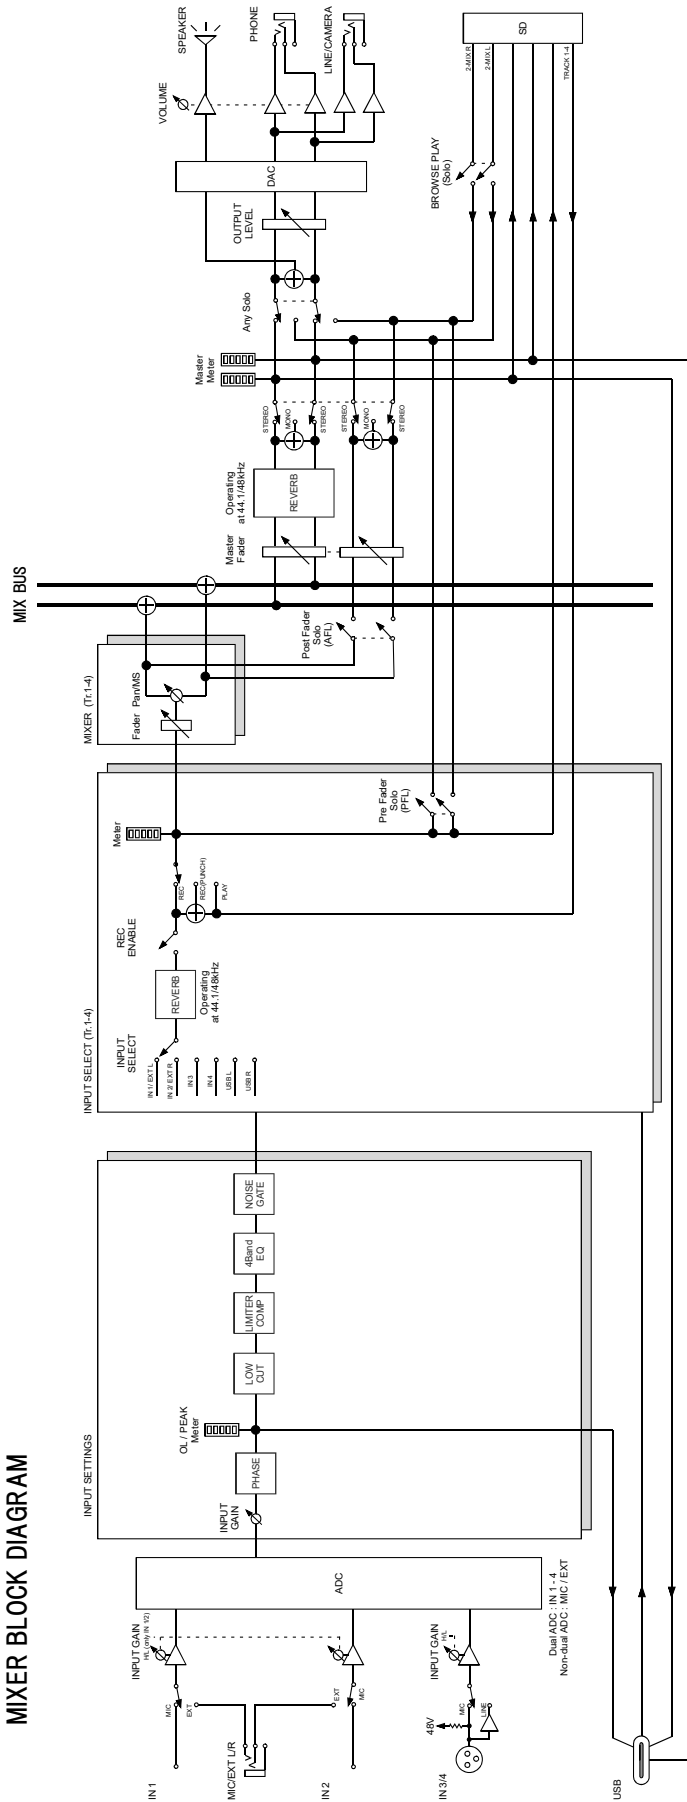 MIXER BLOCK DIAGRAM
IN 1
MIC/EXT L/R
IN 2
IN 3/4
USB
MIC
EXT
EXT
MIC
48V
MIC
LINE
INPUT GAIN
H/L (only IN 1/2)
INPUT GAIN
H/L
ADC
Dual ADC : IN 1 - 4
Non-dual ADC : MIC / EXT
INPUT SETTINGS
INPUT
GAIN
PHASE
OL / PEAK
Meter
LOW
CUT
LIMITER
COMP
4Band
EQ
NOISE
GATE
INPUT SELECT (Tr.1-4)
IN 1/ EXT L
IN 2/ EXT R
IN 3
IN 4
USB L
USB R
INPUT
SELECT
REVERB
Operating
at 44.1/48kHz
REC
ENABLE
REC
REC(PUNCH)
PLAY
Meter
Pre Fader
Solo
(PFL)
MIXER (Tr.1-4)
Fader
Pan/MS
Post Fader
Solo
(AFL)
MIX BUS
Master
Fader
REVERB
Operating
at 44.1/48kHz
STEREO
MONO
STEREO
STEREO
MONO
STEREO
Master
Meter
Any Solo
OUTPUT
LEVEL
DAC
VOLUME
SPEAKER
PHONE
LINE/CAMERA
BROWSE PLAY
(Solo)
2-MIX R
2-MIX L
TRACK 1-4
SD